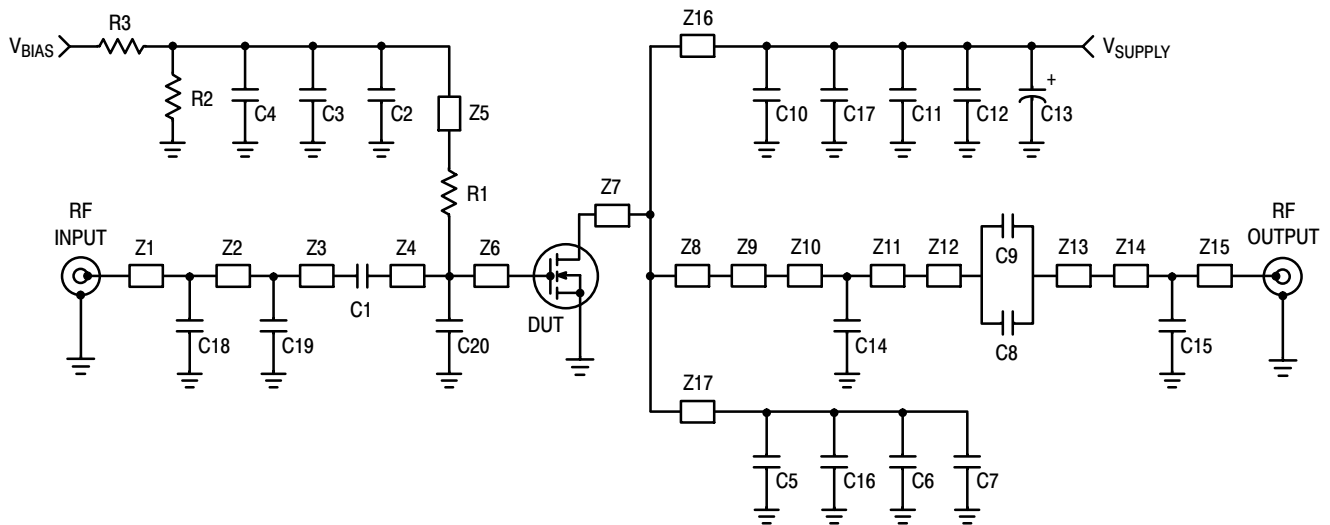 R3
Z16
V_BIAS
V_SUPPLY
R2
C4
C3
C2
Z5
C10
C17
C11
C12
+
C13
R1
Z7
RF
INPUT
Z1
Z2
Z3
Z4
Z6
Z8
Z9
Z10
Z11
Z12
C9
Z13
Z14
Z15
RF
OUTPUT
C1
DUT
C18
C19
C20
C14
C8
C15
Z17
C5
C16
C6
C7